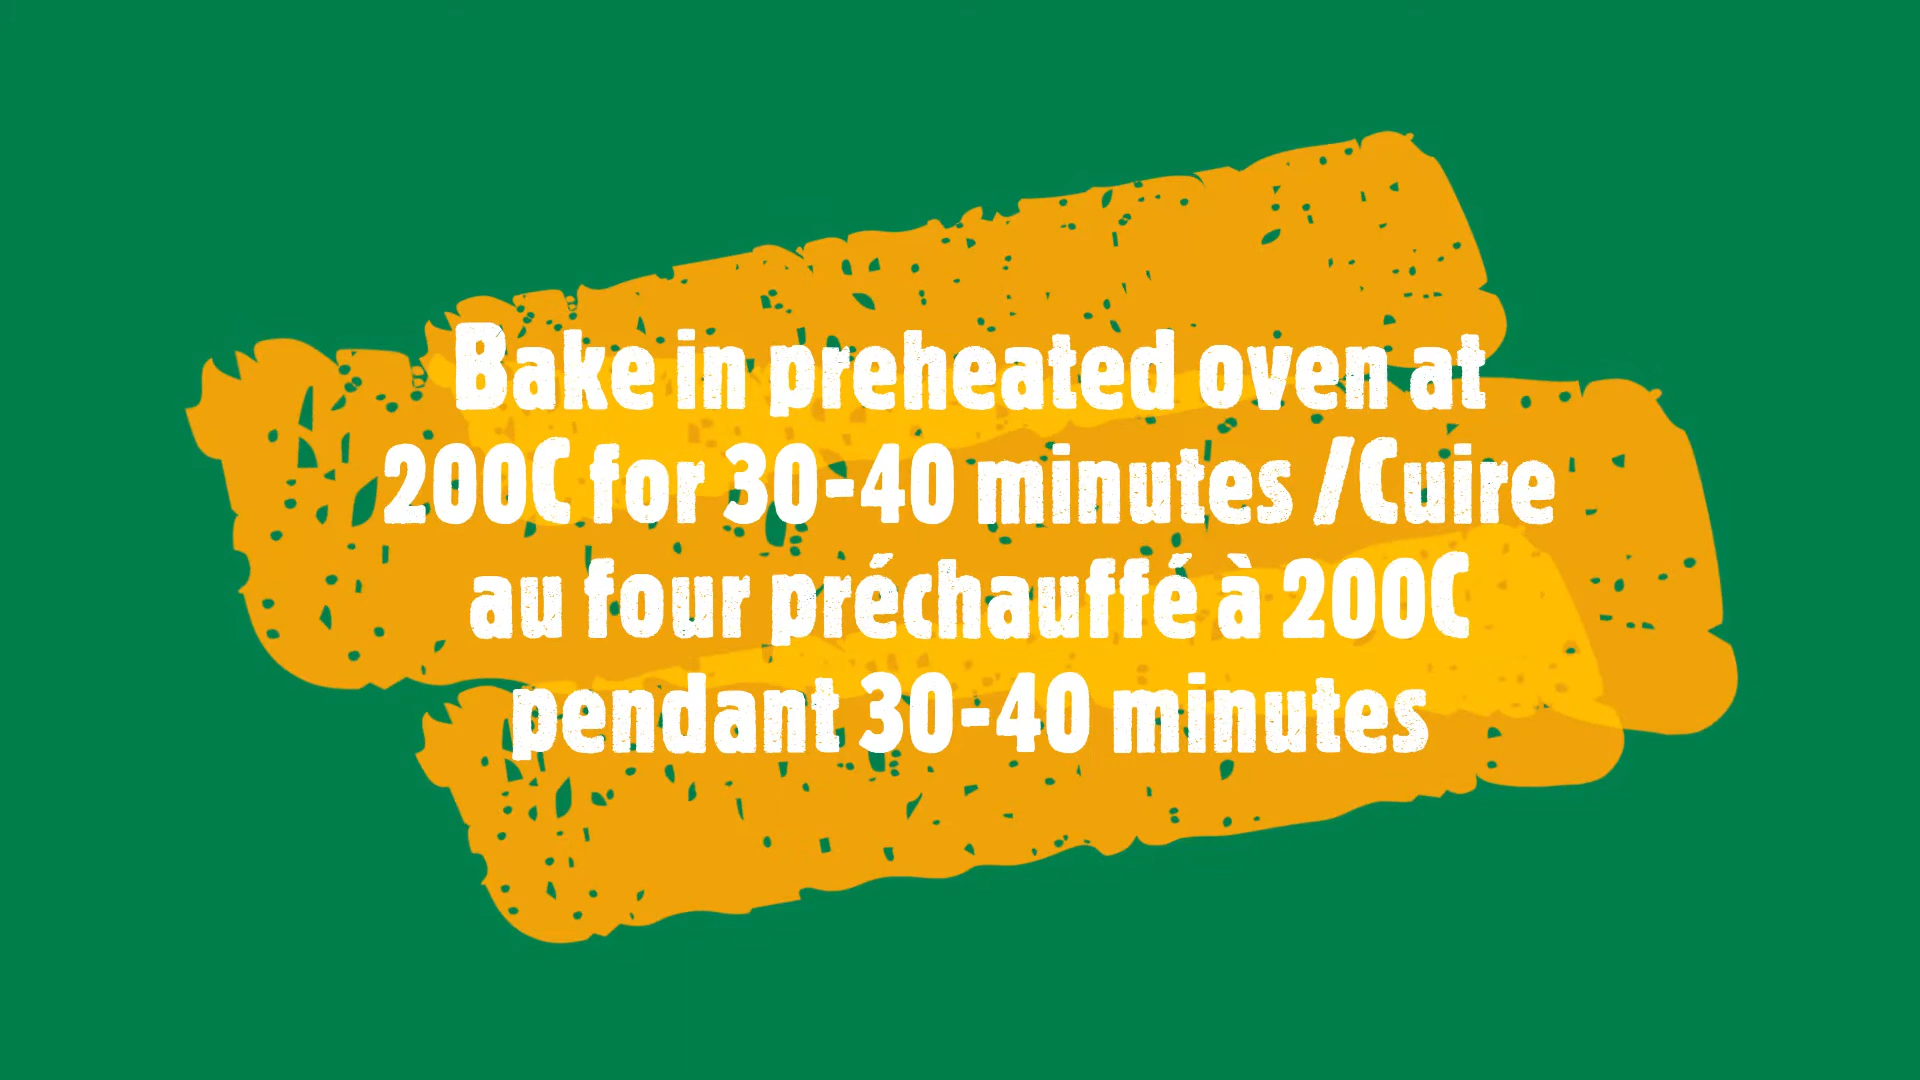 Bake in preheated oven at
200C for 30-40 minutes /Cuire
au four préchauffé à 200C
pendant 30-40 minutes